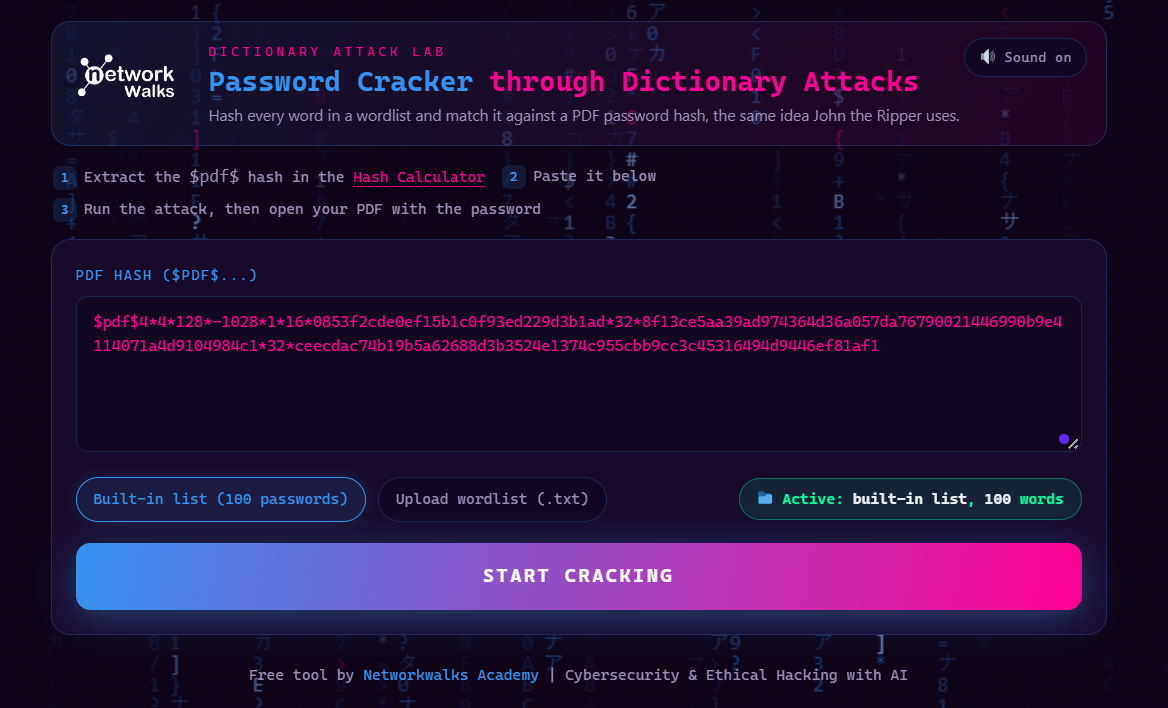 DICTIONARY ATTACK LAB
network
walks
Password Cracker through Dictionary Attacks
Sound on
Hash every word in a wordlist and match it against a PDF password hash, the same idea John the Ripper uses.
1 Extract the $pdf$ hash in the Hash Calculator 2 Paste it below
3 Run the attack, then open your PDF with the password
PDF HASH ($PDF$...)
$pdf$4*4*128*-1028*1*16*0853f2cde0ef15b1c0f93ed229d3b1ad*32*8f13ce5aa39ad974364d36a057da76790021446990b9e4
114071a4d9104984c1*32*ceecdac74b19b5a62688d3b3524e1374c955cbb9cc3c45316494d9446ef81af1
Built-in list (100 passwords)
Upload wordlist (.txt)
Active: built-in list, 100 words
START CRACKING
Free tool by Networkwalks Academy | Cybersecurity & Ethical Hacking with AI